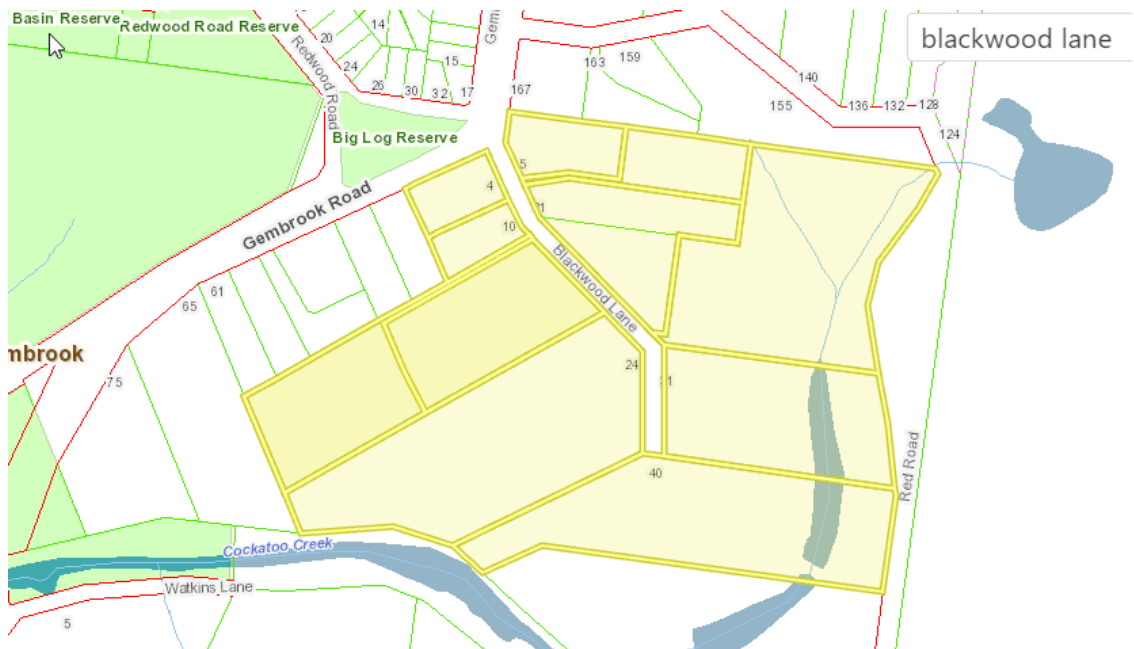 Basin Reserve
Redwood Road Reserve
blackwood lane
14
20
Redwood Road
24
26
30
32
15
17
167
163
159
140
155
136
132
128
124
Big Log Reserve
5
4
21
10
Gembrook Road
Blackwood Lane
61
65
mbrook
75
24
31
40
Red Road
Cockatoo Creek
Watkins Lane
5